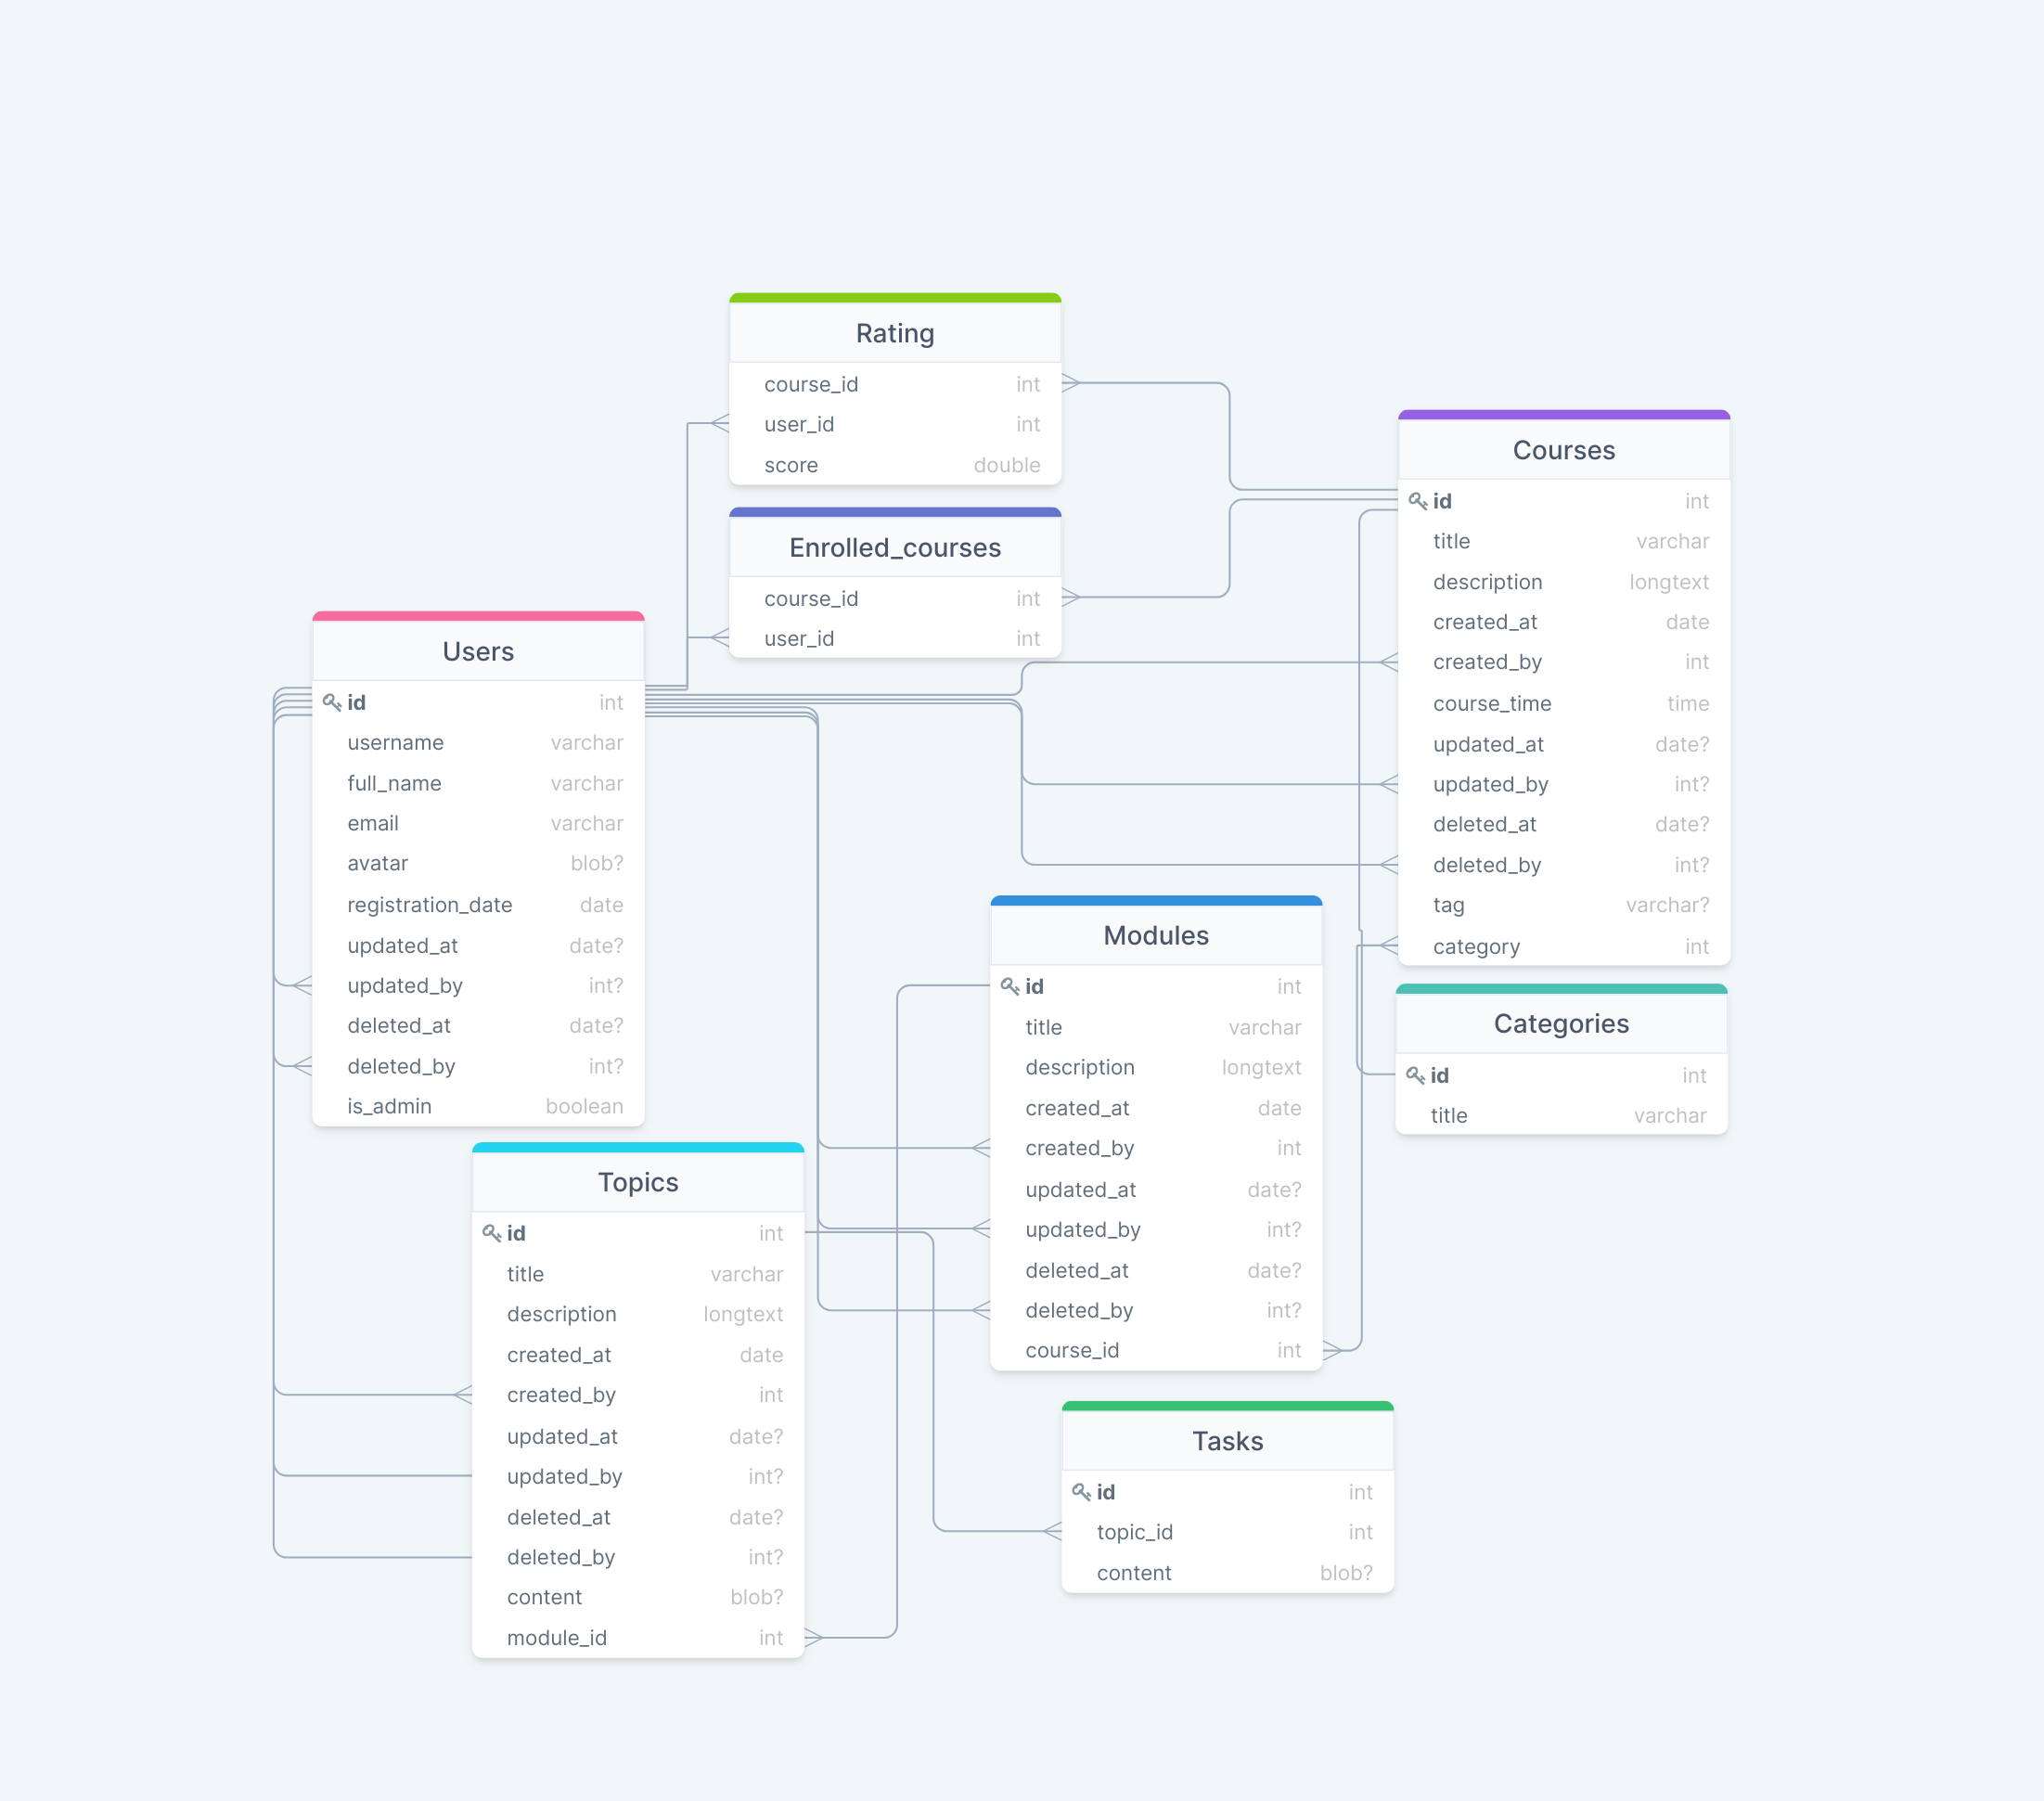 Rating
course_id int
user_id int
score double
Enrolled_courses
course_id int
user_id int
Courses
id int
title varchar
description longtext
created_at date
created_by int
course_time time
updated_at date?
updated_by int?
deleted_at date?
deleted_by int?
tag varchar?
category int
Users
id int
username varchar
full_name varchar
email varchar
avatar blob?
registration_date date
updated_at date?
updated_by int?
deleted_at date?
deleted_by int?
is_admin boolean
Modules
id int
title varchar
description longtext
created_at date
created_by int
updated_at date?
updated_by int?
deleted_at date?
deleted_by int?
course_id int
Categories
id int
title varchar
Topics
id int
title varchar
description longtext
created_at date
created_by int
updated_at date?
updated_by int?
deleted_at date?
deleted_by int?
content blob?
module_id int
Tasks
id int
topic_id int
content blob?